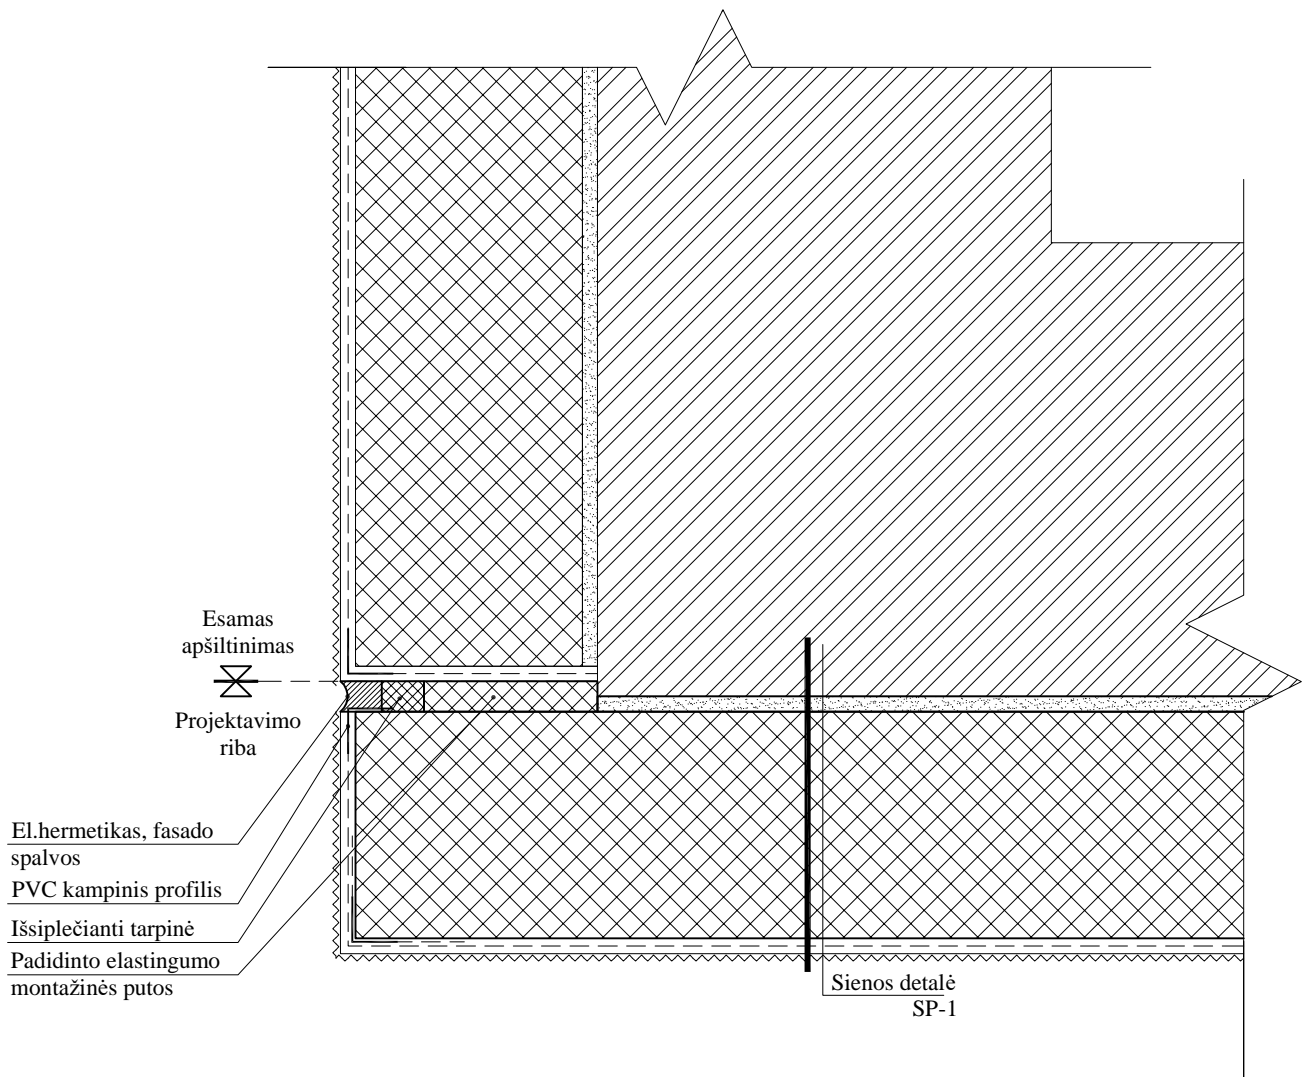 Esamas
apšiltinimas
Projektavimo
riba
El.hermetikas, fasado
spalvos
PVC kampinis profilis
Išsiplečianti tarpinė
Padidinto elastingumo
montažinės putos
Sienos detalė
SP-1